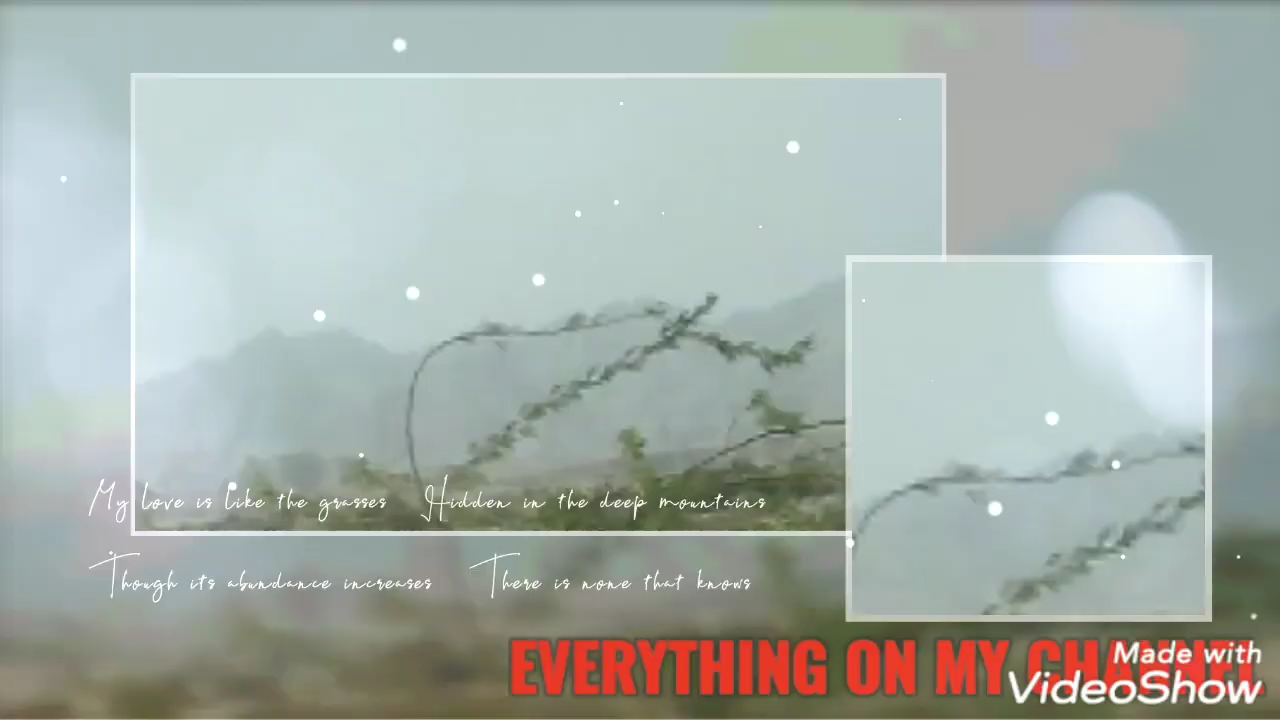 My love is like the grasses Hidden in the deep mountains
Though its abundance increases There is none that knows
EVERYTHING ON MY
Made with
VideoShow